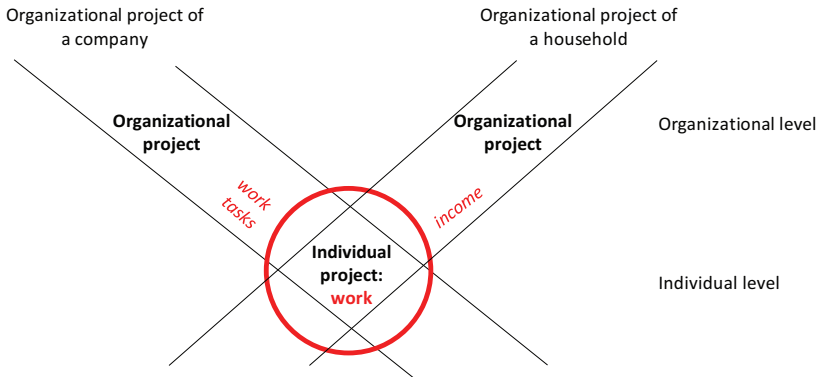 Organizational project of
a company
Organizational project of
a household
Organizational
project
Organizational
project
Organizational level
work
tasks
income
Individual
project:
work
Individual level